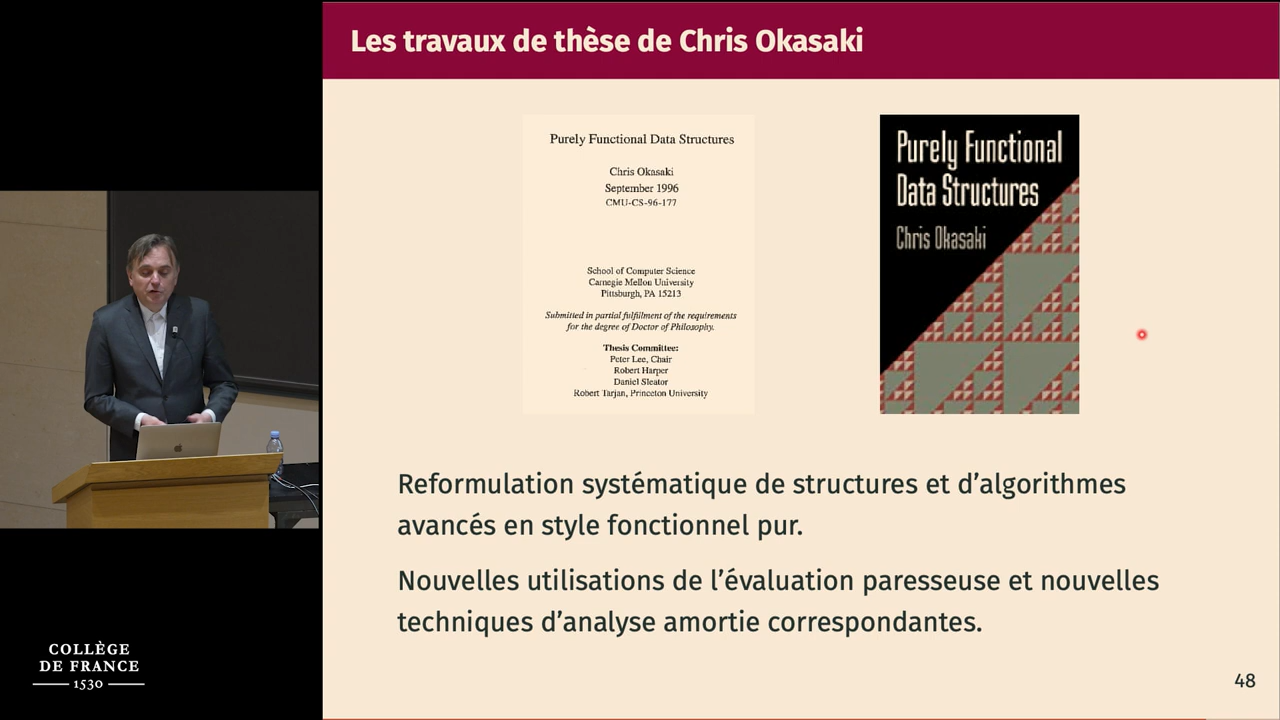 Les travaux de thèse de Chris Okasaki
Purely Functional Data Structures
Chris Okasaki
September 1996
CMU-CS-96-177
School of Computer Science
Carnegie Mellon University
Pittsburgh, PA 15213
Submitted in partial fulfillment of the requirements
for the degree of Doctor of Philosophy.
Thesis Committee:
Peter Lee, Chair
Robert Harper
Daniel Sleator
Robert Tarjan, Princeton University
Purely Functional
Data Structures
Chris Okasaki
Reformulation systématique de structures et d’algorithmes
avancés en style fonctionnel pur.
Nouvelles utilisations de l’évaluation paresseuse et nouvelles
techniques d’analyse amortie correspondantes.
COLLÈGE
DE FRANCE
1530
48